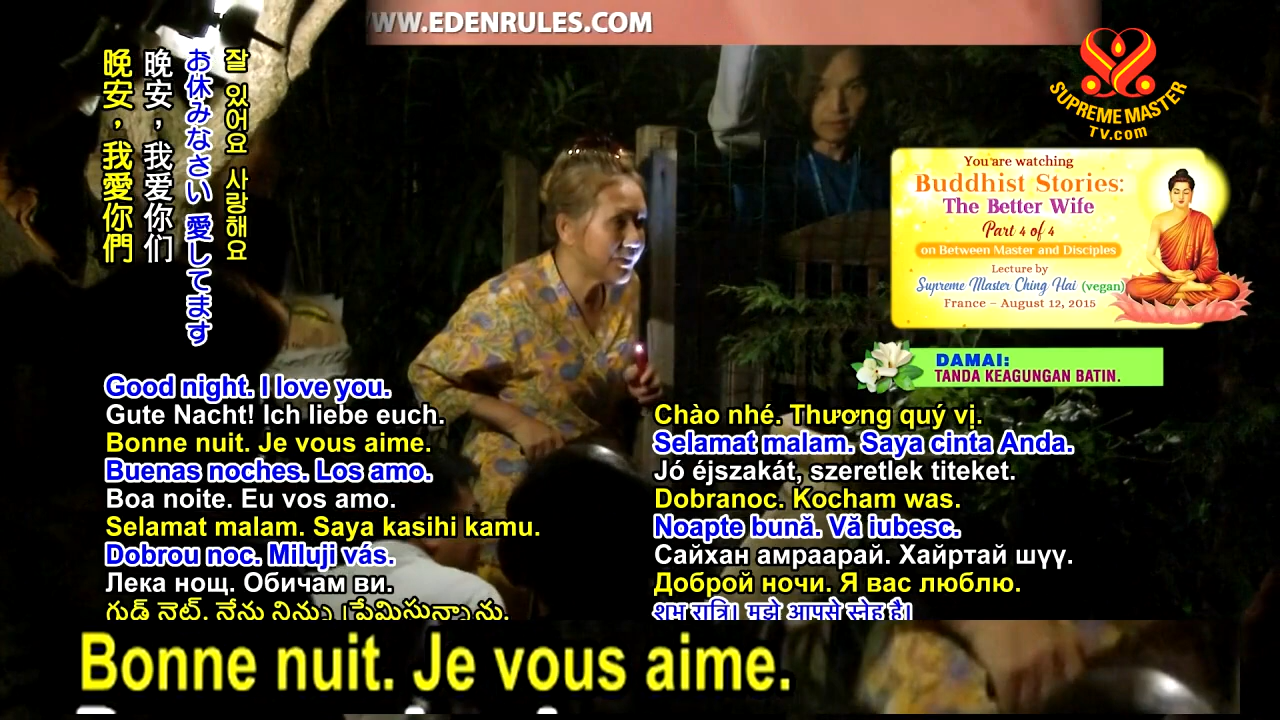 WWW.EDENRULES.COM
잘 있어요 사랑해요
お休みなさい 愛してます
晚安，我爱你们
晚安，我愛你們
SUPREME MASTER
TV.com
You are watching
Buddhist Stories:
The Better Wife
Part 4 of 4
on Between Master and Disciples
Lecture by
Supreme Master Ching Hai (vegan)
France – August 12, 2015
DAMAI:
TANDA KEAGUNGAN BATIN.
Good night. I love you.
Gute Nacht! Ich liebe euch.
Bonne nuit. Je vous aime.
Buenas noches. Los amo.
Boa noite. Eu vos amo.
Selamat malam. Saya kasihi kamu.
Dobrou noc. Miluji vás.
Лека нощ. Обичам ви.
గుడ్ నైట్. నేను నిన్ను ప్రేమిస్తున్నాను.
Chào nhé. Thương quý vị.
Selamat malam. Saya cinta Anda.
Jó éjszakát, szeretlek titeket.
Dobranoc. Kocham was.
Noapte bună. Vă iubesc.
Сайхан амраарай. Хайртай шүү.
Доброй ночи. Я вас люблю.
शुभ रात्रि। मुझे आपसे स्नेह है।
Bonne nuit. Je vous aime.